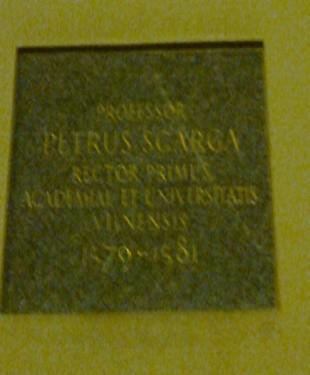 PROFESSOR
PETRUS SCARGA
RECTOR PRIMUS
ACADEMIAE ET UNIVERSITATIS
VILNENSIS
1579-1581